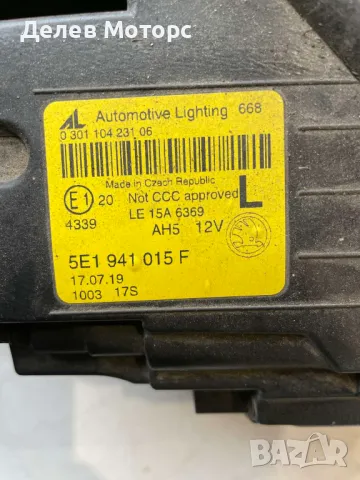 Делев Моторс
AL Automotive Lighting 668
0 301 104 231 06
Made in Czech Republic
E1 20 Not CCC approved L
LE 15A 6369
4339 AH5 12V
5E1 941 015 F
17.07.19
1003 17S
BAZAR
bg